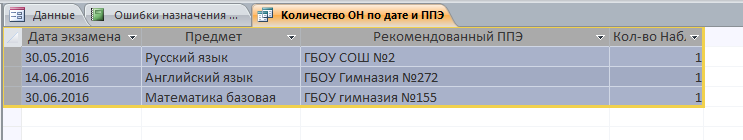 Данные Ошибки назначения ... Количество ОН по дате и ППЭ
Дата экзамена Предмет Рекомендованный ППЭ Кол-во Наб.
30.05.2016 Русский язык ГБОУ СОШ №2 1
14.06.2016 Английский язык ГБОУ Гимназия №272 1
30.06.2016 Математика базовая ГБОУ гимназия №155 1